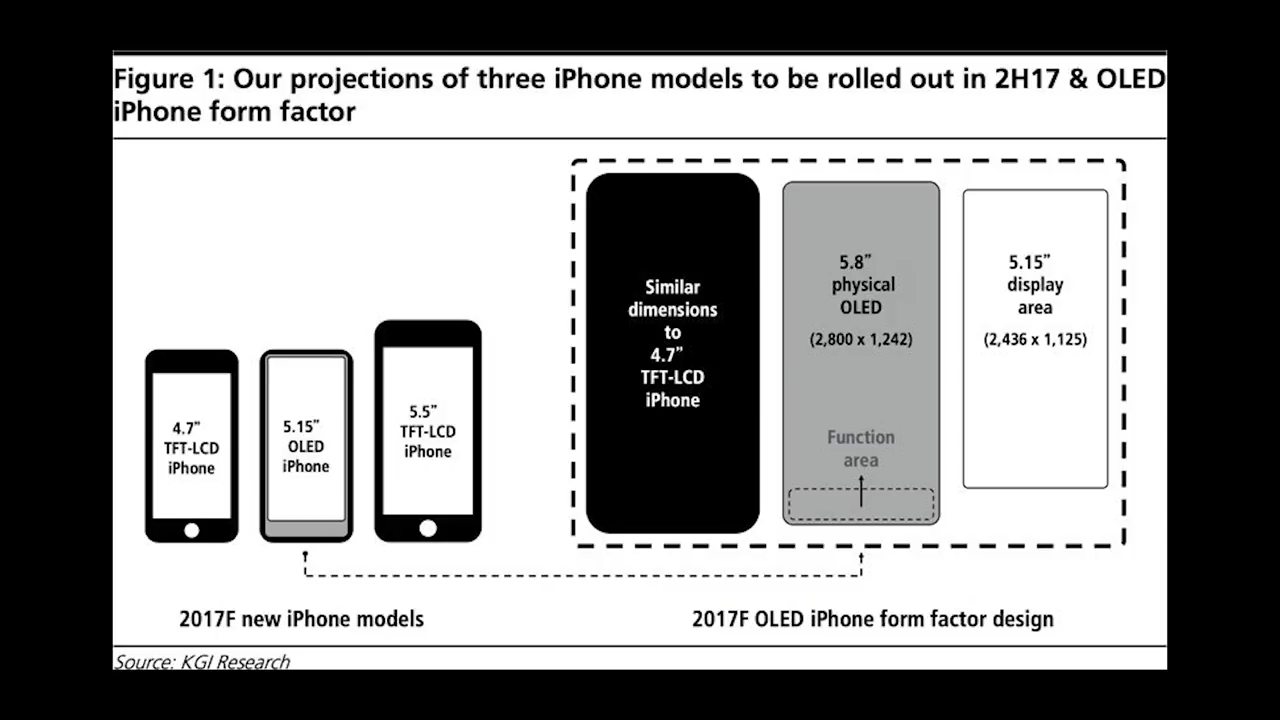 Figure 1: Our projections of three iPhone models to be rolled out in 2H17 & OLED
iPhone form factor
4.7”
TFT-LCD
iPhone
5.15”
OLED
iPhone
5.5”
TFT-LCD
iPhone
Similar
dimensions
to
4.7”
TFT-LCD
iPhone
5.8”
physical
OLED
(2,800 x 1,242)
Function
area
5.15”
display
area
(2,436 x 1,125)
2017F new iPhone models
2017F OLED iPhone form factor design
Source: KGI Research